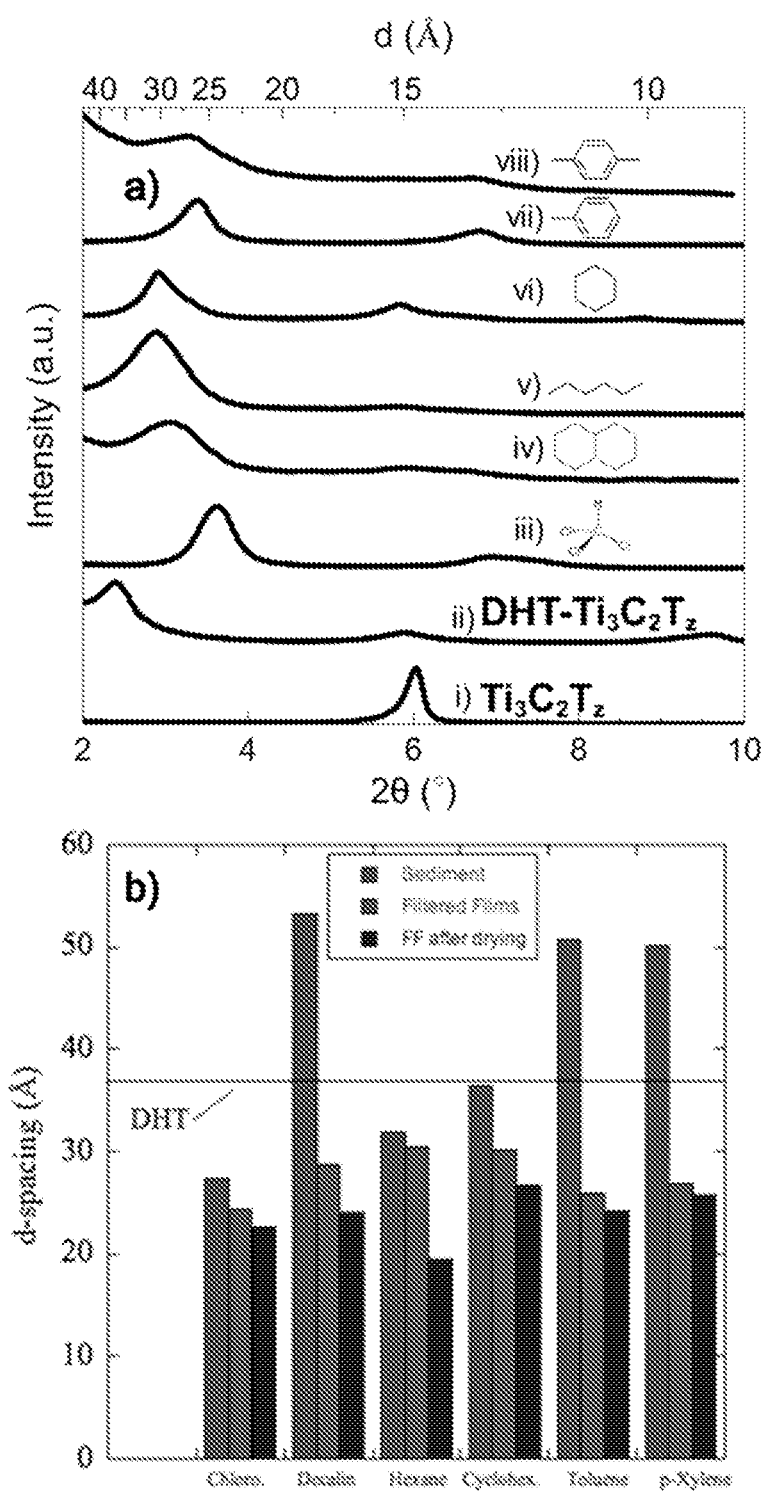 d (Å)
40 30 25 20 15 10
a)
viii)
vii)
vi)
v)
iv)
iii)
ii) DHT-Ti₃C₂T_z
i) Ti₃C₂T_z
Intensity (a.u.)
2 4 6 8 10
2θ (°)
b)
Sediment
Filtered Films
FF after drying
DHT
d-spacing (Å)
60
50
40
30
20
10
0
Chloro. Decalin Hexane Cyclohex. Toluene p-Xylene